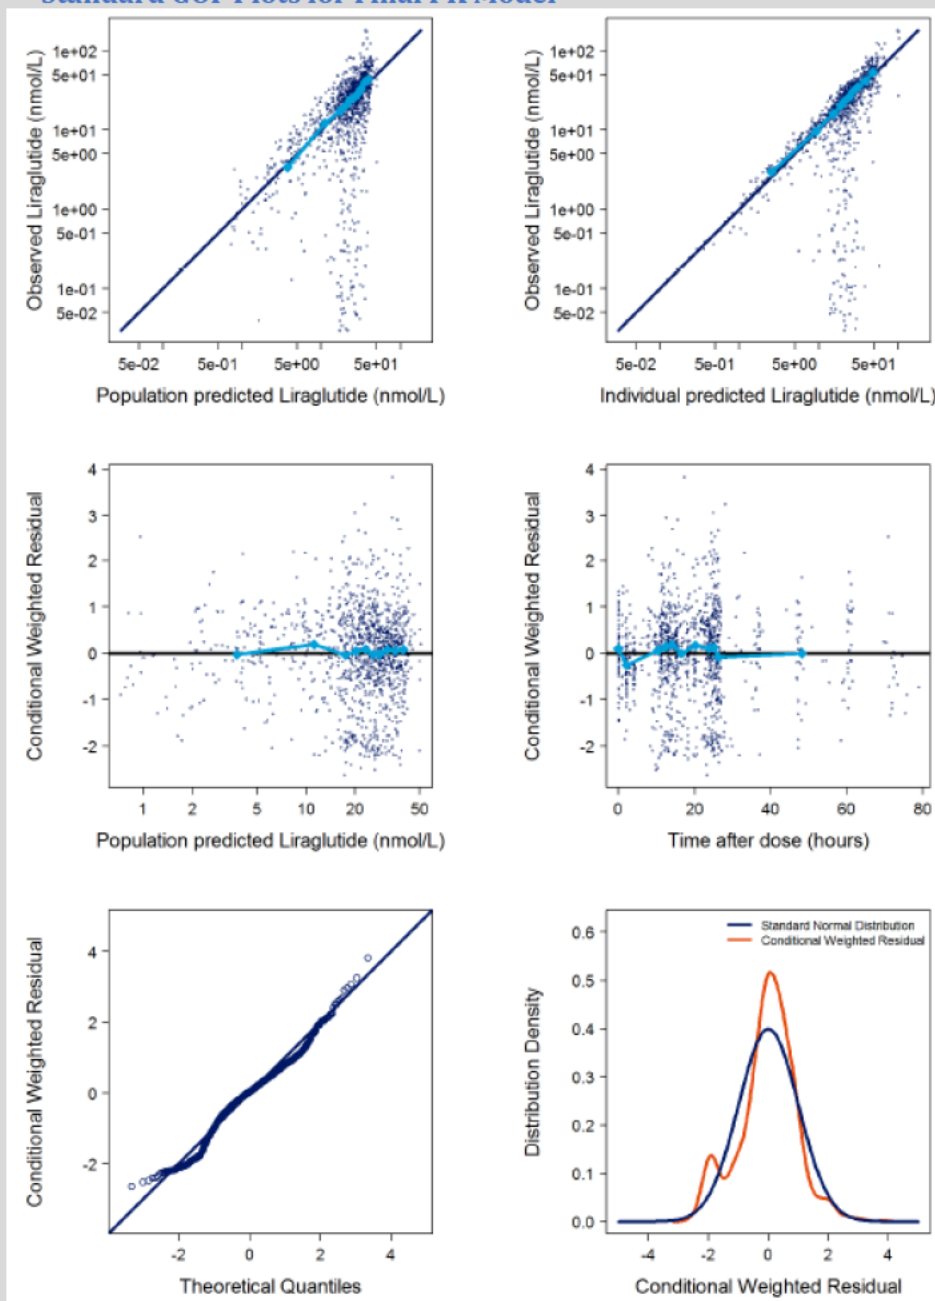 Standard GOF Plots for Final PK Model
Observed Liraglutide (nmol/L)
1e+02
5e+01
1e+01
5e+00
1e+00
5e-01
1e-01
5e-02
5e-02 5e-01 5e+00 5e+01
Population predicted Liraglutide (nmol/L)
Observed Liraglutide (nmol/L)
1e+02
5e+01
1e+01
5e+00
1e+00
5e-01
1e-01
5e-02
5e-02 5e-01 5e+00 5e+01
Individual predicted Liraglutide (nmol/L)
Conditional Weighted Residual
4
3
2
1
0
-1
-2
1 2 5 10 20 50
Population predicted Liraglutide (nmol/L)
Conditional Weighted Residual
4
3
2
1
0
-1
-2
0 20 40 60 80
Time after dose (hours)
Conditional Weighted Residual
4
2
0
-2
-2 0 2 4
Theoretical Quantiles
Distribution Density
0.6
0.5
0.4
0.3
0.2
0.1
0.0
Standard Normal Distribution
Conditional Weighted Residual
-4 -2 0 2 4
Conditional Weighted Residual